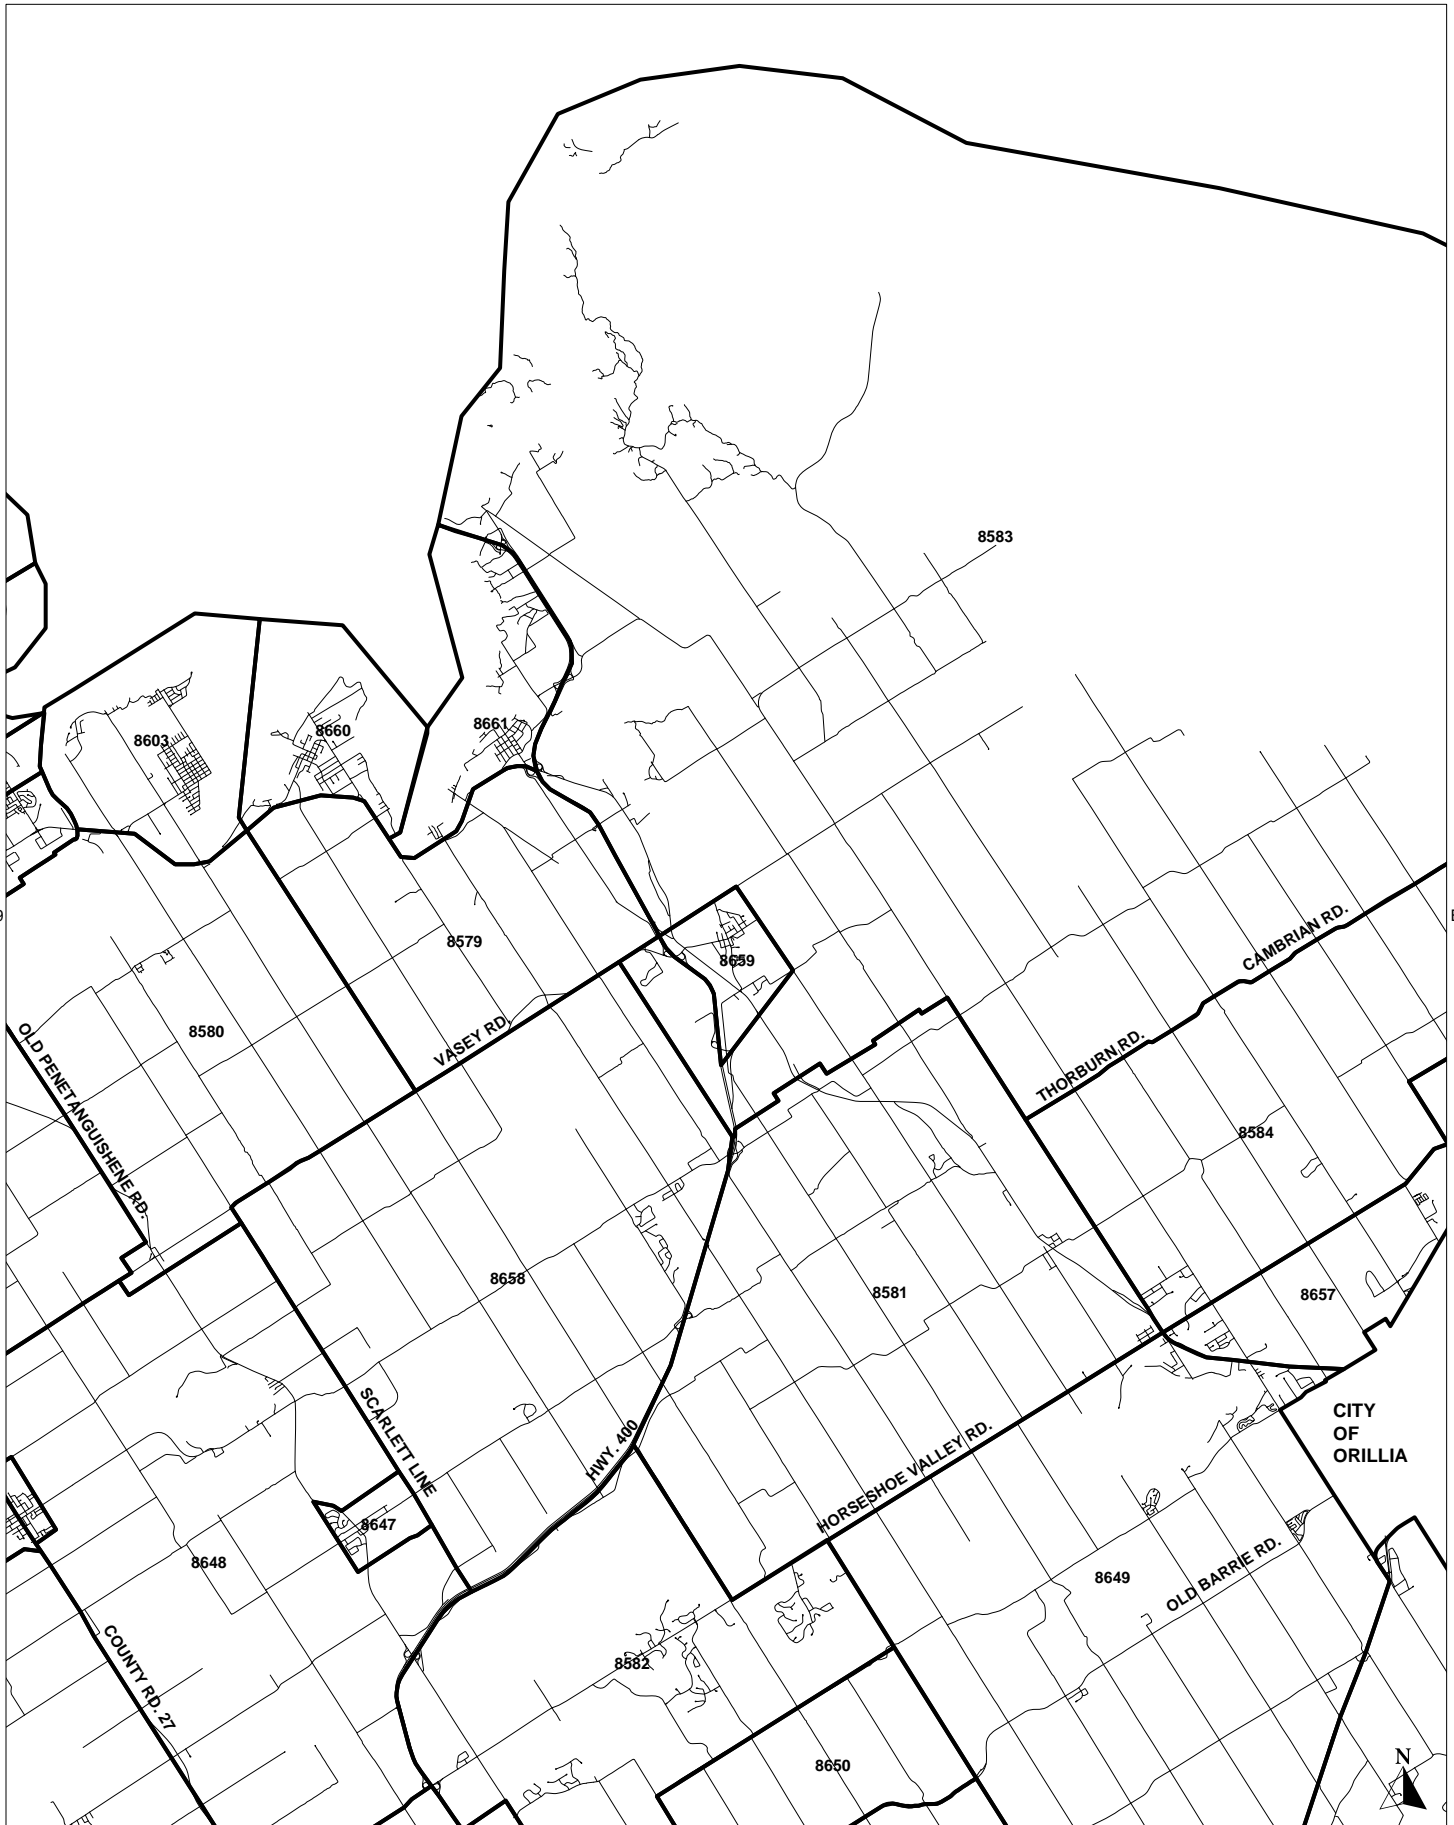 8583
8603
8660
8661
9
E
8579
8659
CAMBRIAN RD.
8580
OLD PENETANGUISHENE RD.
VASEY RD.
THORBURN RD.
8584
8658
8581
8657
SCARLETT LINE
HWY. 400
HORSESHOE VALLEY RD.
CITY
OF
ORILLIA
8647
8648
8649
OLD BARRIE RD.
COUNTY RD. 27
8582
8650
N